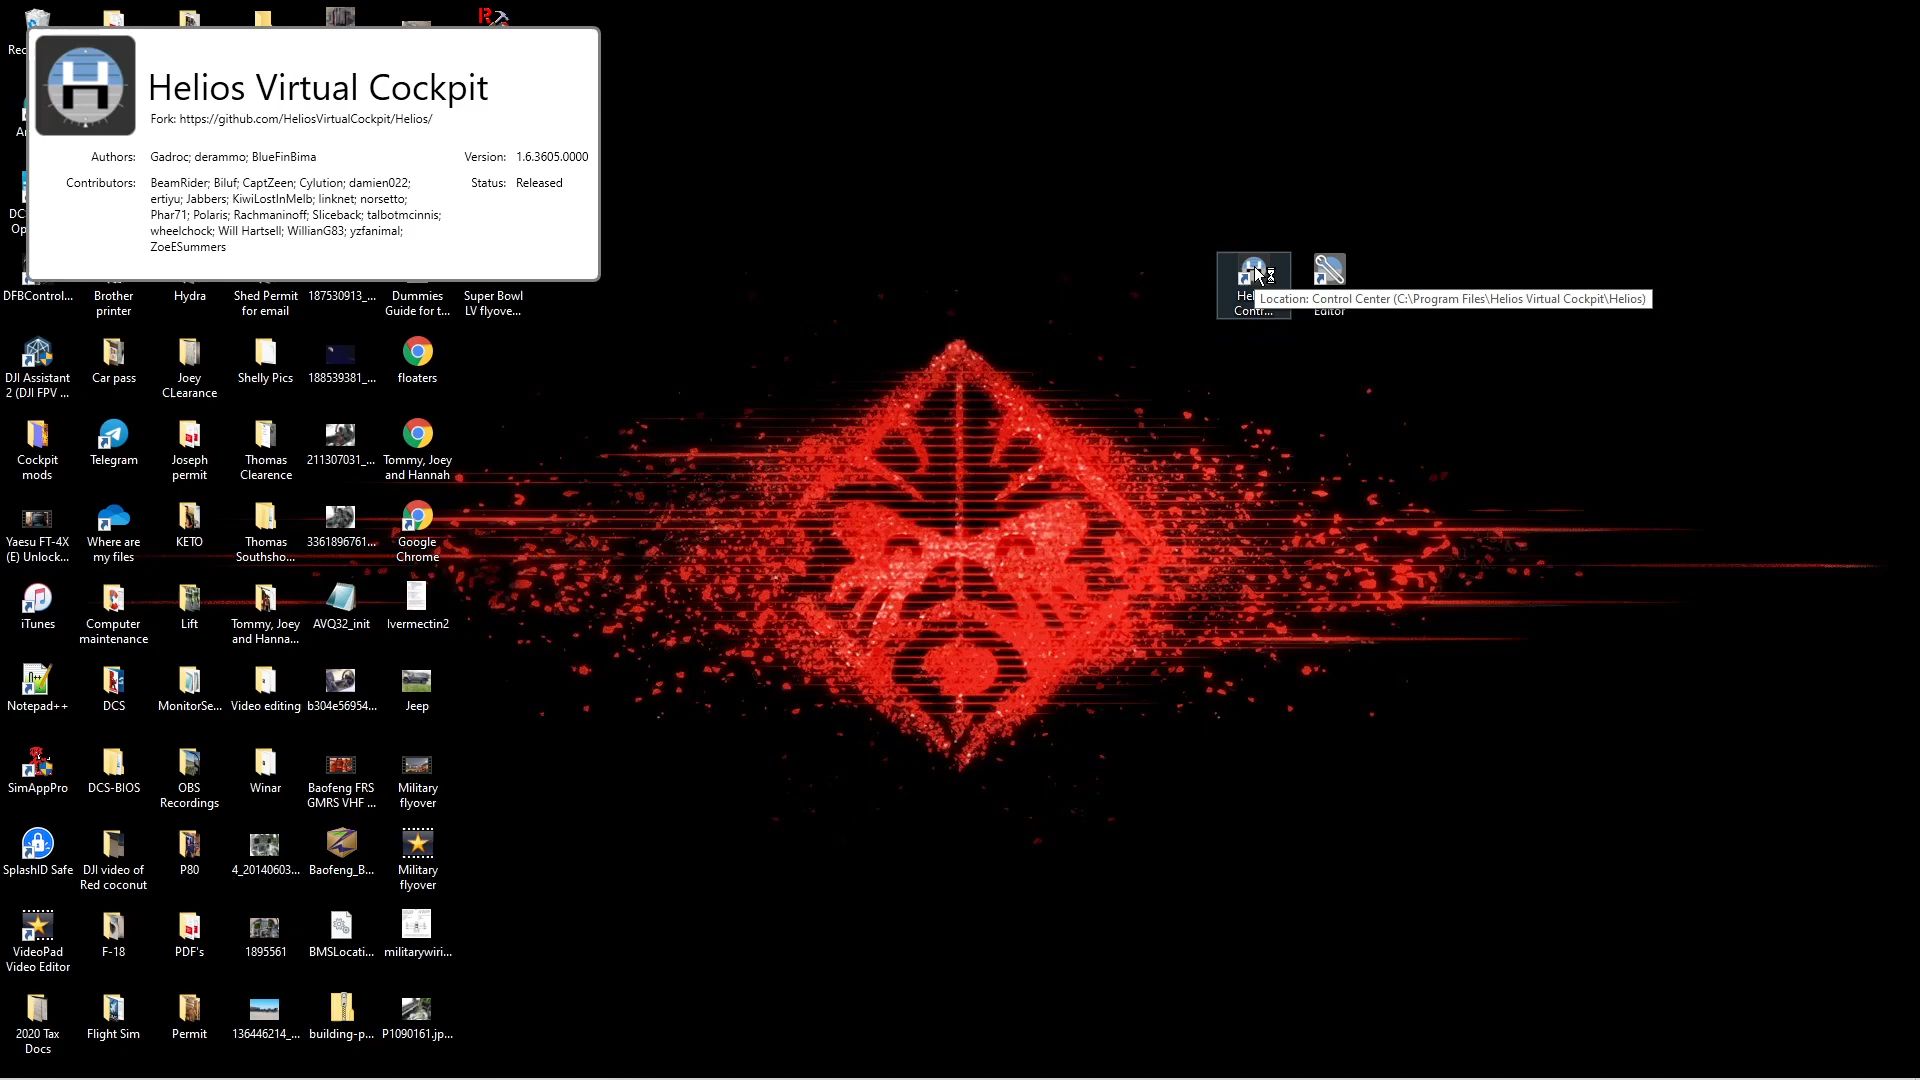 Helios Virtual Cockpit
Fork: https://github.com/HeliosVirtualCockpit/Helios/
Authors: Gadroc; derammo; BlueFinBima
Version: 1.6.3605.0000
Contributors: BeamRider; Biluf; CaptZeen; Cylution; damien022;
ertiyu; Jabbers; KiwiLostInMelb; linknet; norsetto;
Phar71; Polaris; Rachmaninoff; Sliceback; talbotmcinnis;
wheelchock; Will Hartsell; WillianG83; yzfanimal;
ZoeESummers
Status: Released
Location: Control Center (C:\Program Files\Helios Virtual Cockpit\Helios)
Contr...
Editor
DFBControl...
Brother
printer
Hydra
Shed Permit
for email
187530913_...
Dummies
Guide for t...
Super Bowl
LV flyove...
DJI Assistant
2 (DJI FPV ...
Car pass
Joey
CLearance
Shelly Pics
188539381_...
floaters
Cockpit
mods
Telegram
Joseph
permit
Thomas
Clearence
211307031_...
Tommy, Joey
and Hannah
Yaesu FT-4X
(E) Unlock...
Where are
my files
KETO
Thomas
Southsho...
3361896761...
Google
Chrome
iTunes
Computer
maintenance
Lift
Tommy, Joey
and Hanna...
AVQ32_init
Ivermectin2
Notepad++
DCS
MonitorSe...
Video editing
b304e56954...
Jeep
SimAppPro
DCS-BIOS
OBS
Recordings
Winar
Baofeng FRS
GMRS VHF ...
Military
flyover
SplashID Safe
DJI video of
Red coconut
P80
4_20140603...
Baofeng_B...
Military
flyover
VideoPad
Video Editor
F-18
PDF's
1895561
BMSLocati...
militarywiri...
2020 Tax
Docs
Flight Sim
Permit
136446214_...
building-p...
P1090161.jp...